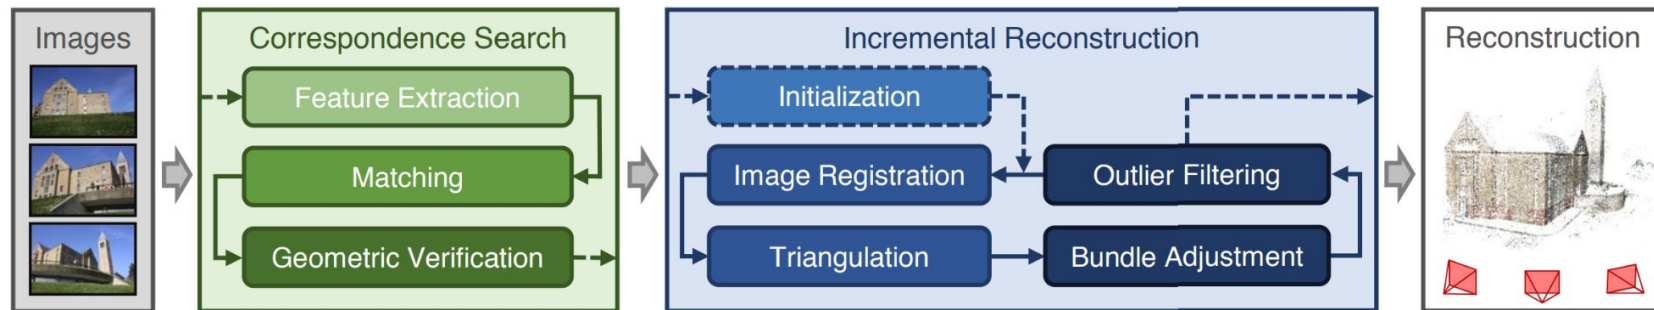 Images
Correspondence Search
Feature Extraction
Matching
Geometric Verification
Incremental Reconstruction
Initialization
Image Registration
Outlier Filtering
Triangulation
Bundle Adjustment
Reconstruction